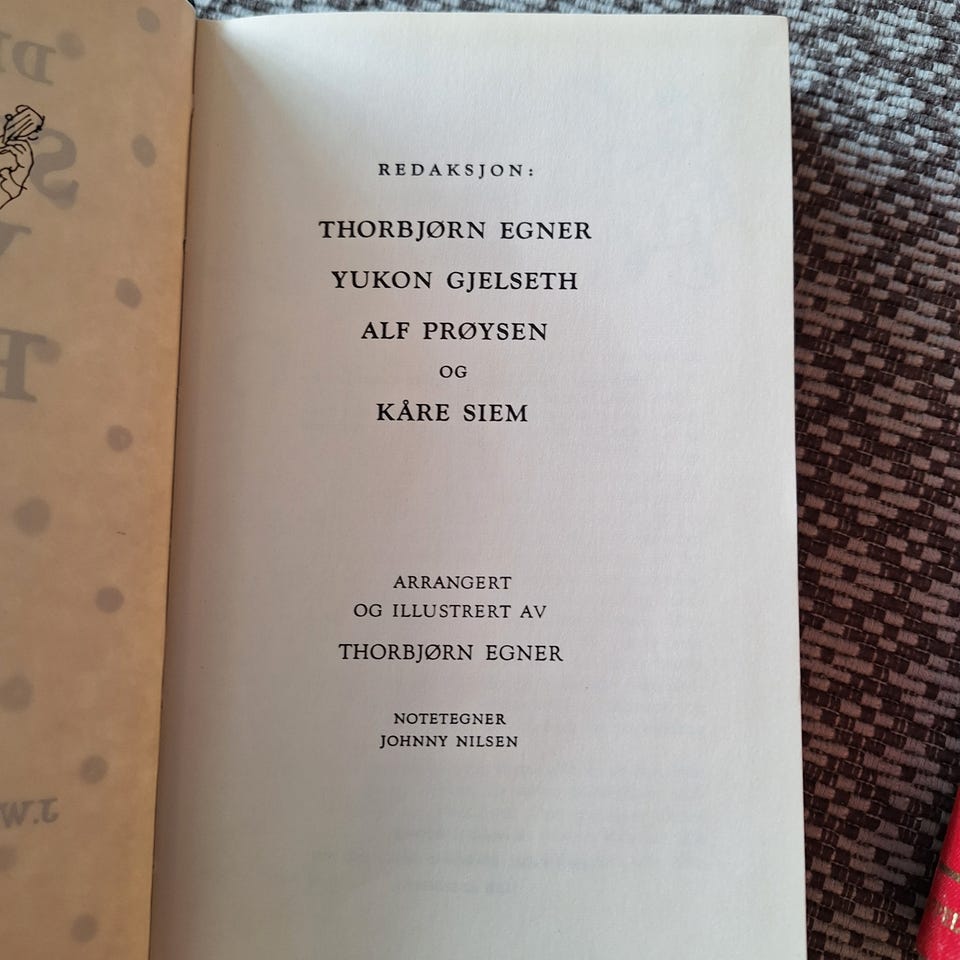 REDAKSJON:
THORBJØRN EGNER
YUKON GJELSETH
ALF PRØYSEN
OG
KÅRE SIEM
ARRANGERT
OG ILLUSTRERT AV
THORBJØRN EGNER
NOTETEGNER
JOHNNY NILSEN